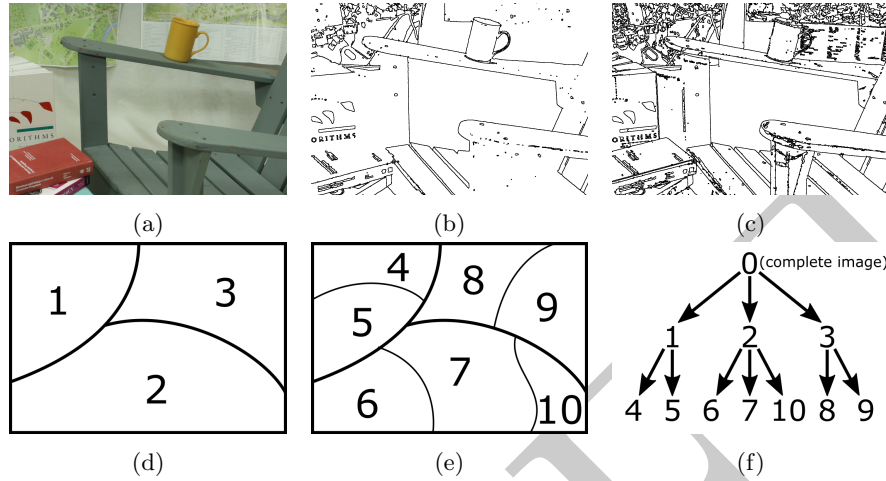 ORITHMS
ORITHMS
ORITHMS
(a)
(b)
(c)
1
3
2
4
8
9
5
7
6
10
0 (complete image)
1 2 3
4 5 6 7 10 8 9
(d)
(e)
(f)